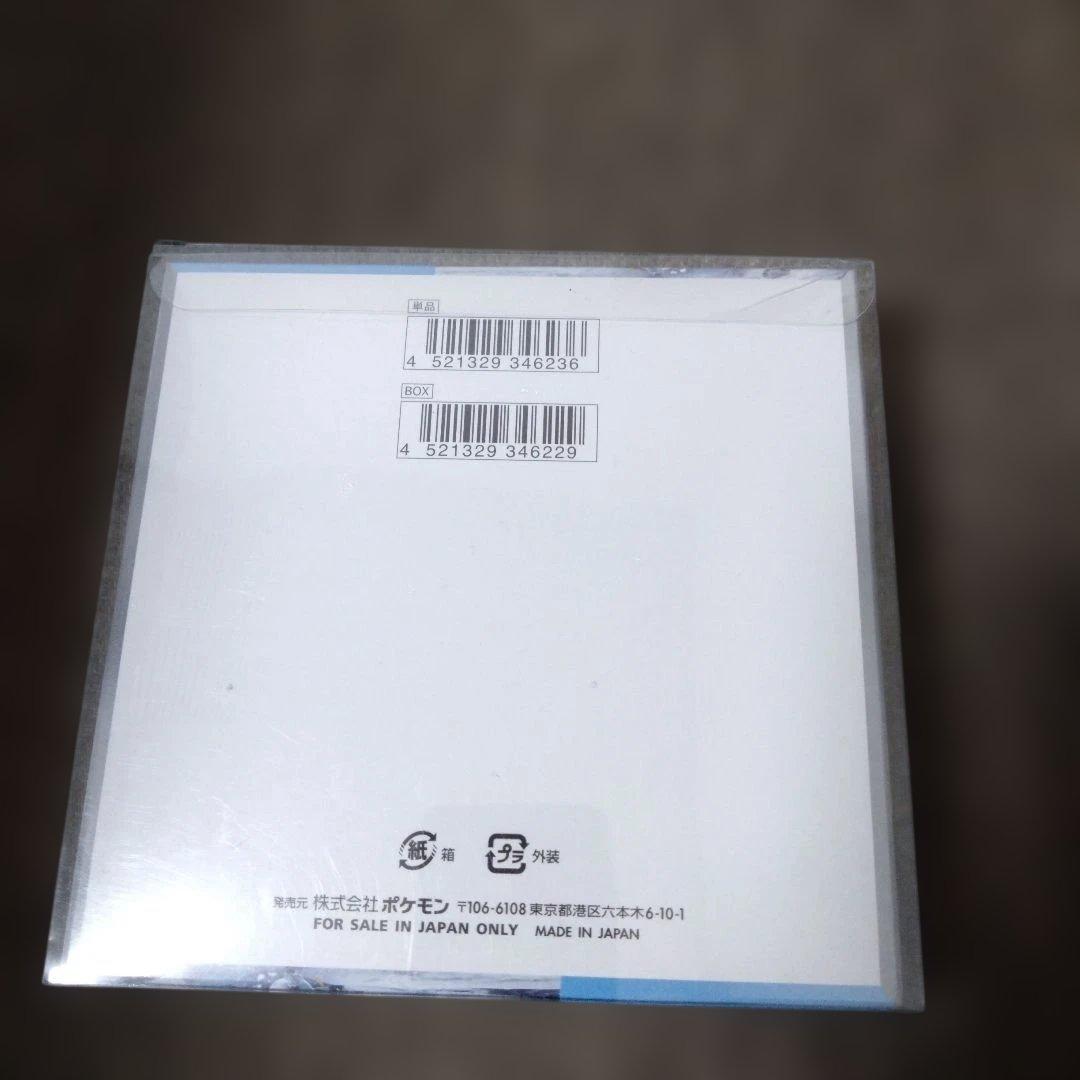 単品
4 521329 346236
BOX
4 521329 346229
紙 箱 プラ 外装
発売元 株式会社ポケモン 〒106-6108 東京都港区六本木6-10-1
FOR SALE IN JAPAN ONLY MADE IN JAPAN